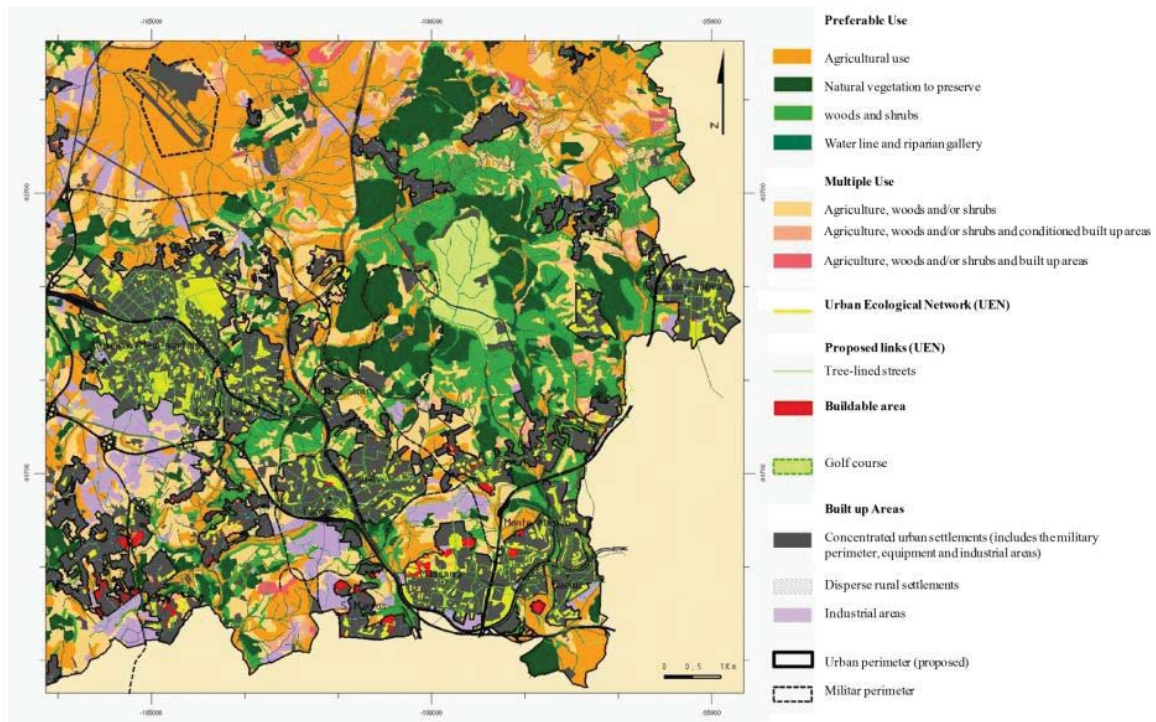 -105000
-100000
-95000
N
0 0,5 1Km
Preferable Use
Agricultural use
Natural vegetation to preserve
woods and shrubs
Water line and riparian gallery
Multiple Use
Agriculture, woods and/or shrubs
Agriculture, woods and/or shrubs and conditioned built up areas
Agriculture, woods and/or shrubs and built up areas
Urban Ecological Network (UEN)
Proposed links (UEN)
Tree-lined streets
Buildable area
Golf course
Built up Areas
Concentrated urban settlements (includes the military
perimeter, equipment and industrial areas)
Disperse rural settlements
Industrial areas
Urban perimeter (proposed)
Militar perimeter
-105000
-100000
-95000